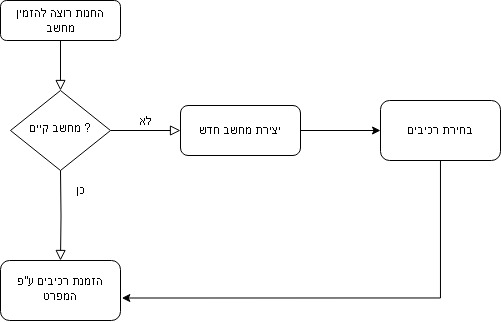 החנות רוצה להזמין
מחשב
מחשב קיים ?
לא
יצירת מחשב חדש
בחירת רכיבים
כן
הזמנת רכיבים ע"פ
המפרט